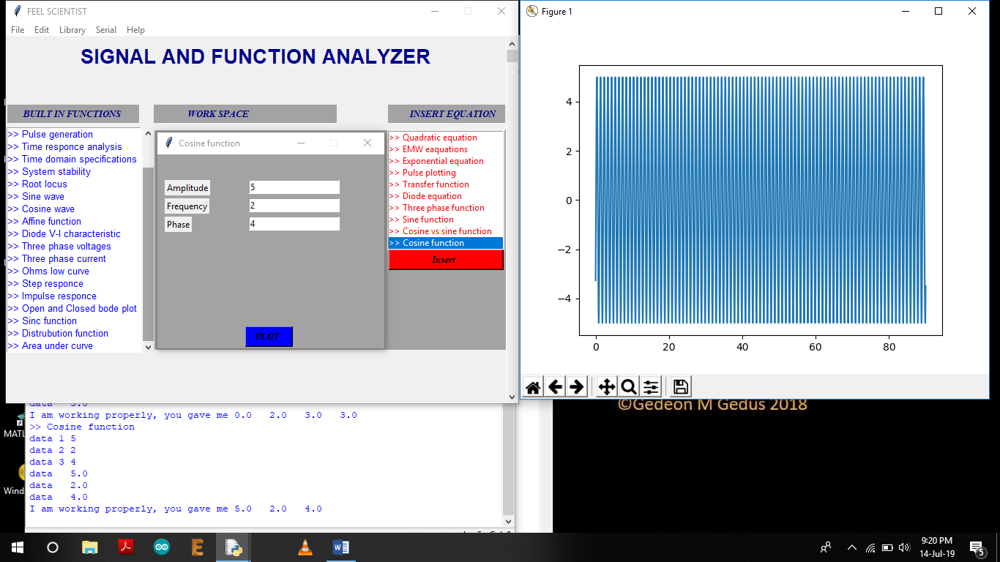 FEEL SCIENTIST
File Edit Library Serial Help
SIGNAL AND FUNCTION ANALYZER
BUILT IN FUNCTIONS
>> Pulse generation
>> Time responce analysis
>> Time domain specifications
>> System stability
>> Root locus
>> Sine wave
>> Cosine wave
>> Affine function
>> Diode V-I characteristic
>> Three phase voltages
>> Three phase current
>> Ohms low curve
>> Step responce
>> Impulse responce
>> Open and Closed bode plot
>> Sinc function
>> Distrubution function
>> Area under curve
WORK SPACE
Cosine function
Amplitude 5
Frequency 2
Phase 4
PLOT
INSERT EQUATION
>> Quadratic equation
>> EMW eaquations
>> Exponential equation
>> Pulse plotting
>> Transfer function
>> Diode equation
>> Three phase function
>> Sine function
>> Cosine vs sine function
>> Cosine function
Insert
Figure 1
4
2
0
−2
−4
0 20 40 60 80
©Gedeon M Gedus 2018
data 3.0
I am working properly, you gave me 0.0 2.0 3.0 3.0
>> Cosine function
data 1 5
data 2 2
data 3 4
data 5.0
data 2.0
data 4.0
I am working properly, you gave me 5.0 2.0 4.0
MATL
Wind
9:20 PM
14-Jul-19
5